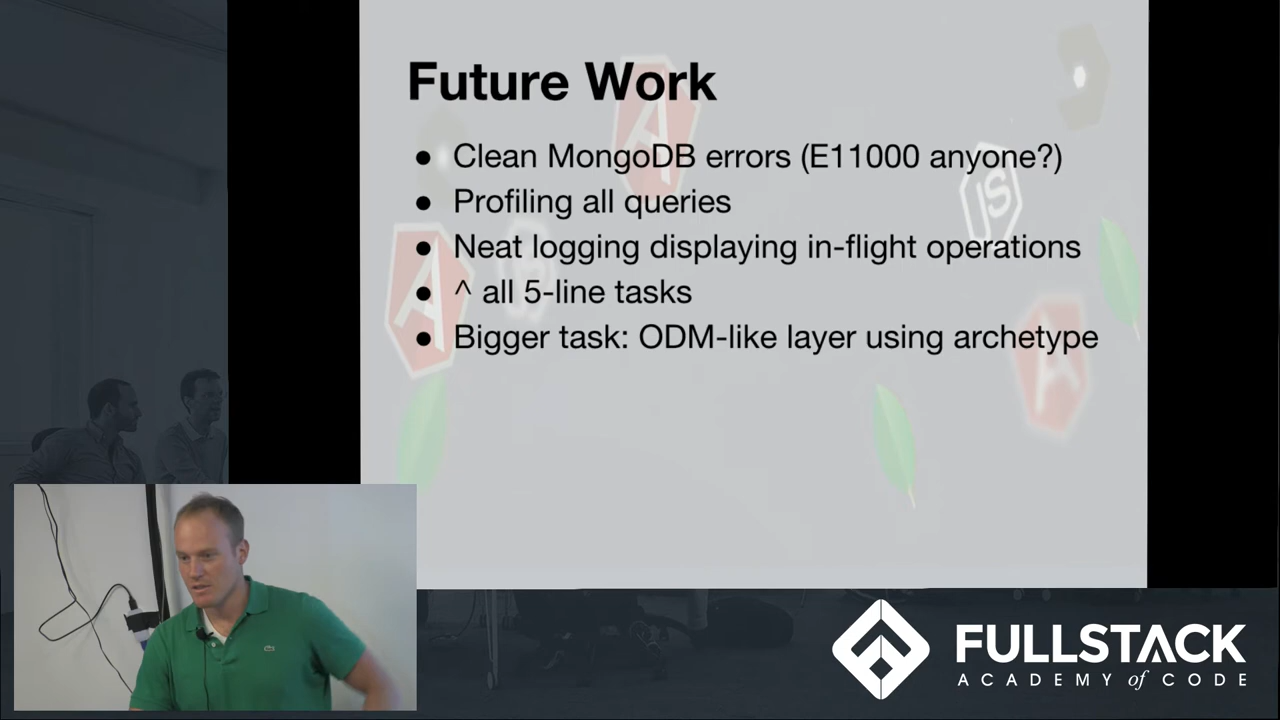 Future Work
● Clean MongoDB errors (E11000 anyone?)
● Profiling all queries
● Neat logging displaying in-flight operations
● ^ all 5-line tasks
● Bigger task: ODM-like layer using archetype
JS
FULLSTACK
ACADEMY of CODE